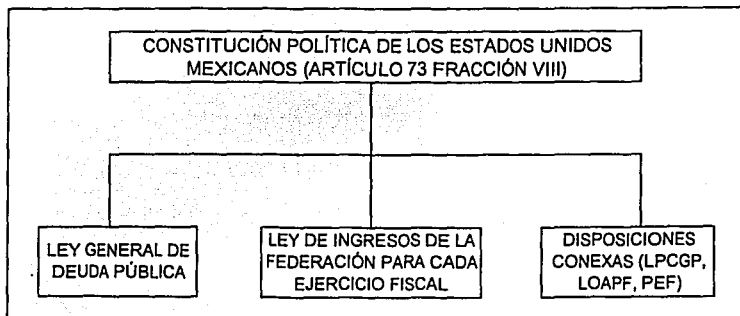 CONSTITUCIÓN POLÍTICA DE LOS ESTADOS UNIDOS
MEXICANOS (ARTÍCULO 73 FRACCIÓN VIII)
LEY GENERAL DE
DEUDA PÚBLICA
LEY DE INGRESOS DE LA
FEDERACIÓN PARA CADA
EJERCICIO FISCAL
DISPOSICIONES
CONEXAS (LPCGP,
LOAPF, PEF)